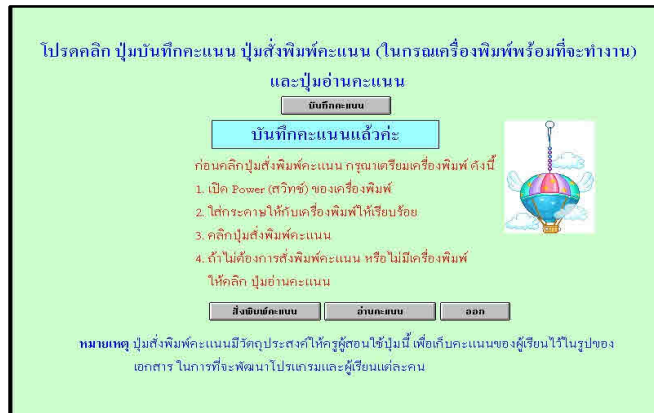 โปรดคลิก ปุ่มบันทึกคะแนน ปุ่มสั่งพิมพ์คะแนน (ในกรณเครื่องพิมพ์พร้อมที่จะทำงาน)
และปุ่มอ่านคะแนน
บันทึกคะแนน
บันทึกคะแนนแล้วค่ะ
ก่อนคลิกปุ่มสั่งพิมพ์คะแนน กรุณาเตรียมเครื่องพิมพ์ ดังนี้
1. เปิด Power (สวิทช์) ของเครื่องพิมพ์
2. ใส่กระดาษให้กับเครื่องพิมพ์ให้เรียบร้อย
3. คลิกปุ่มสั่งพิมพ์คะแนน
4. ถ้าไม่ต้องการสั่งพิมพ์คะแนน หรือไม่มีเครื่องพิมพ์
ให้คลิก ปุ่มอ่านคะแนน
สั่งพิมพ์คะแนน อ่านคะแนน ออก
หมายเหตุ ปุ่มสั่งพิมพ์คะแนนมีวัตถุประสงค์ให้ครูผู้สอนใช้ปุ่มนี้ เพื่อเก็บคะแนนของผู้เรียนไว้ในรูปของ
เอกสาร ในการที่จะพัฒนาโปรแกรมและผู้เรียนแต่ละคน